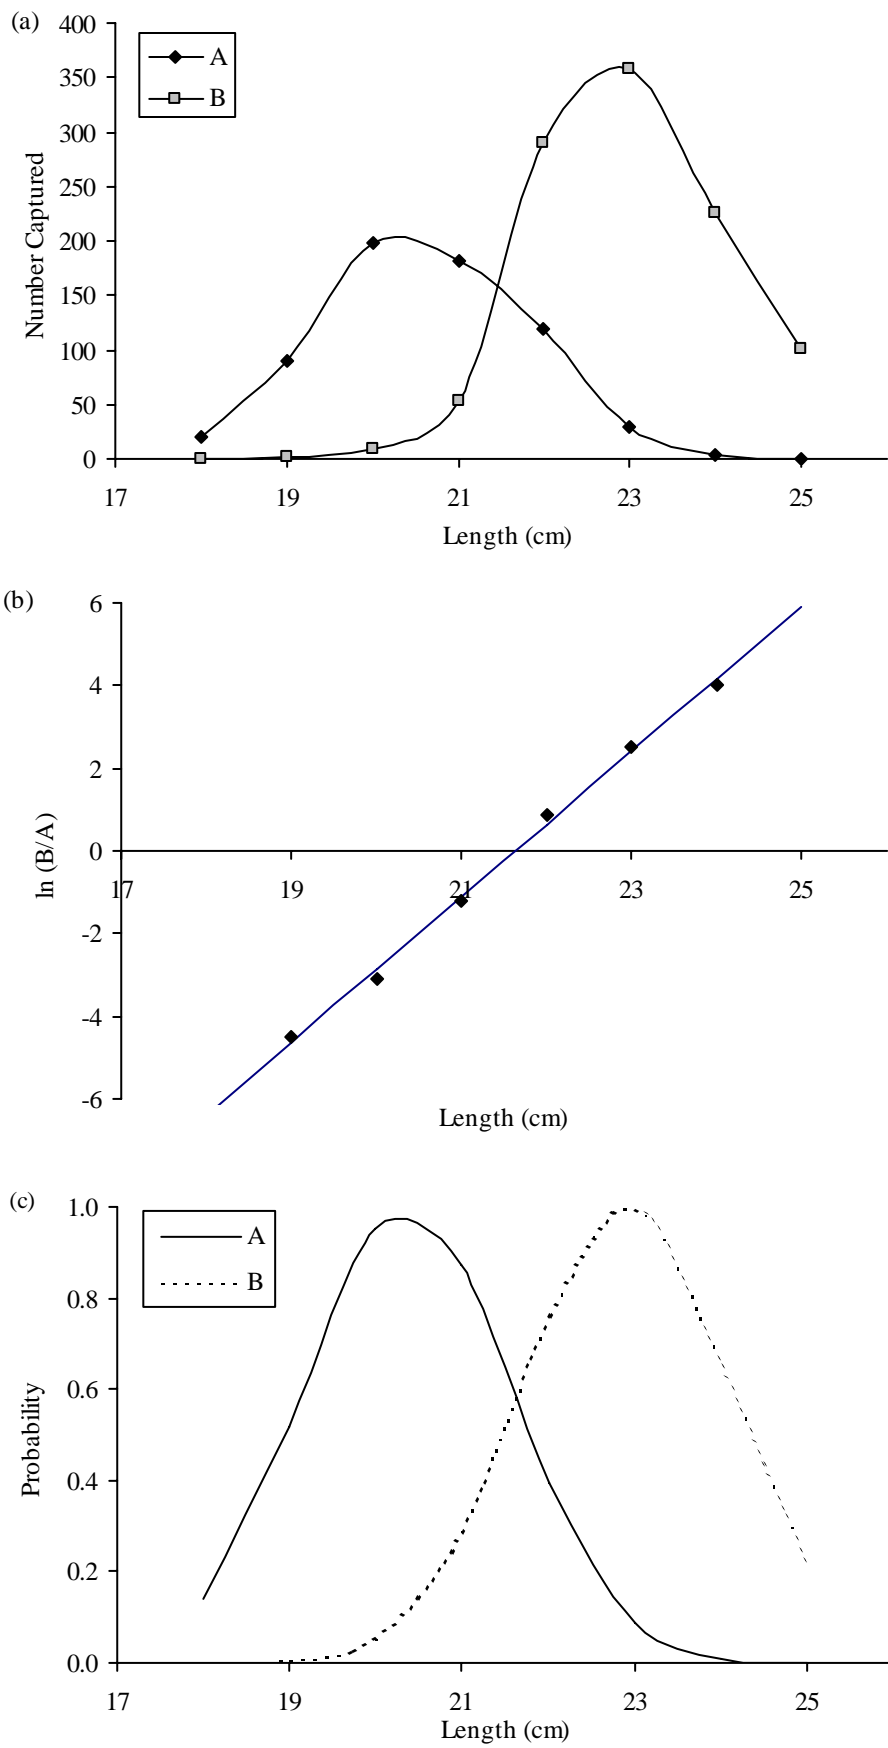 (a)
400
350
300
250
200
150
100
50
0
Number Captured
A
B
17 19 21 23 25
Length (cm)
(b)
6
4
2
0
-2
-4
-6
ln (B/A)
17 19 21 23 25
Length (cm)
(c)
1.0
0.8
0.6
0.4
0.2
0.0
Probability
A
B
17 19 21 23 25
Length (cm)